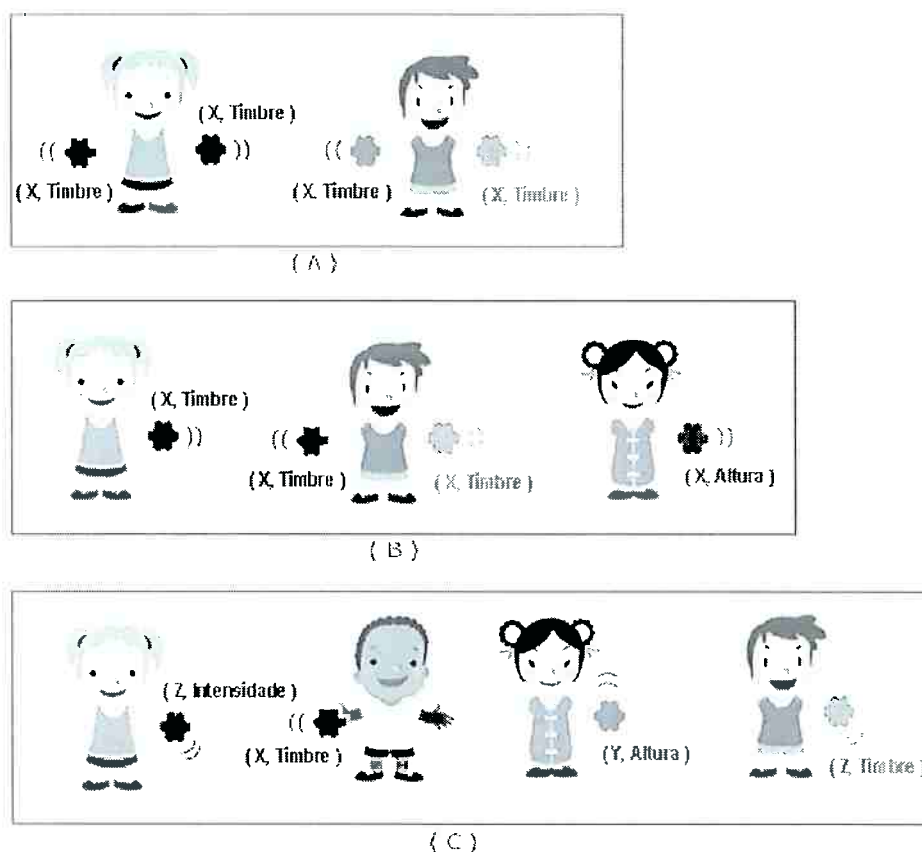 (X, Timbre)
(X, Timbre)
(X, Timbre)
(X, Timbre)
(A)
(X, Timbre)
(X, Timbre)
(X, Timbre)
(X, Altura)
(B)
(Z, Intensidade)
(X, Timbre)
(Y, Altura)
(Z, Timbre)
(C)